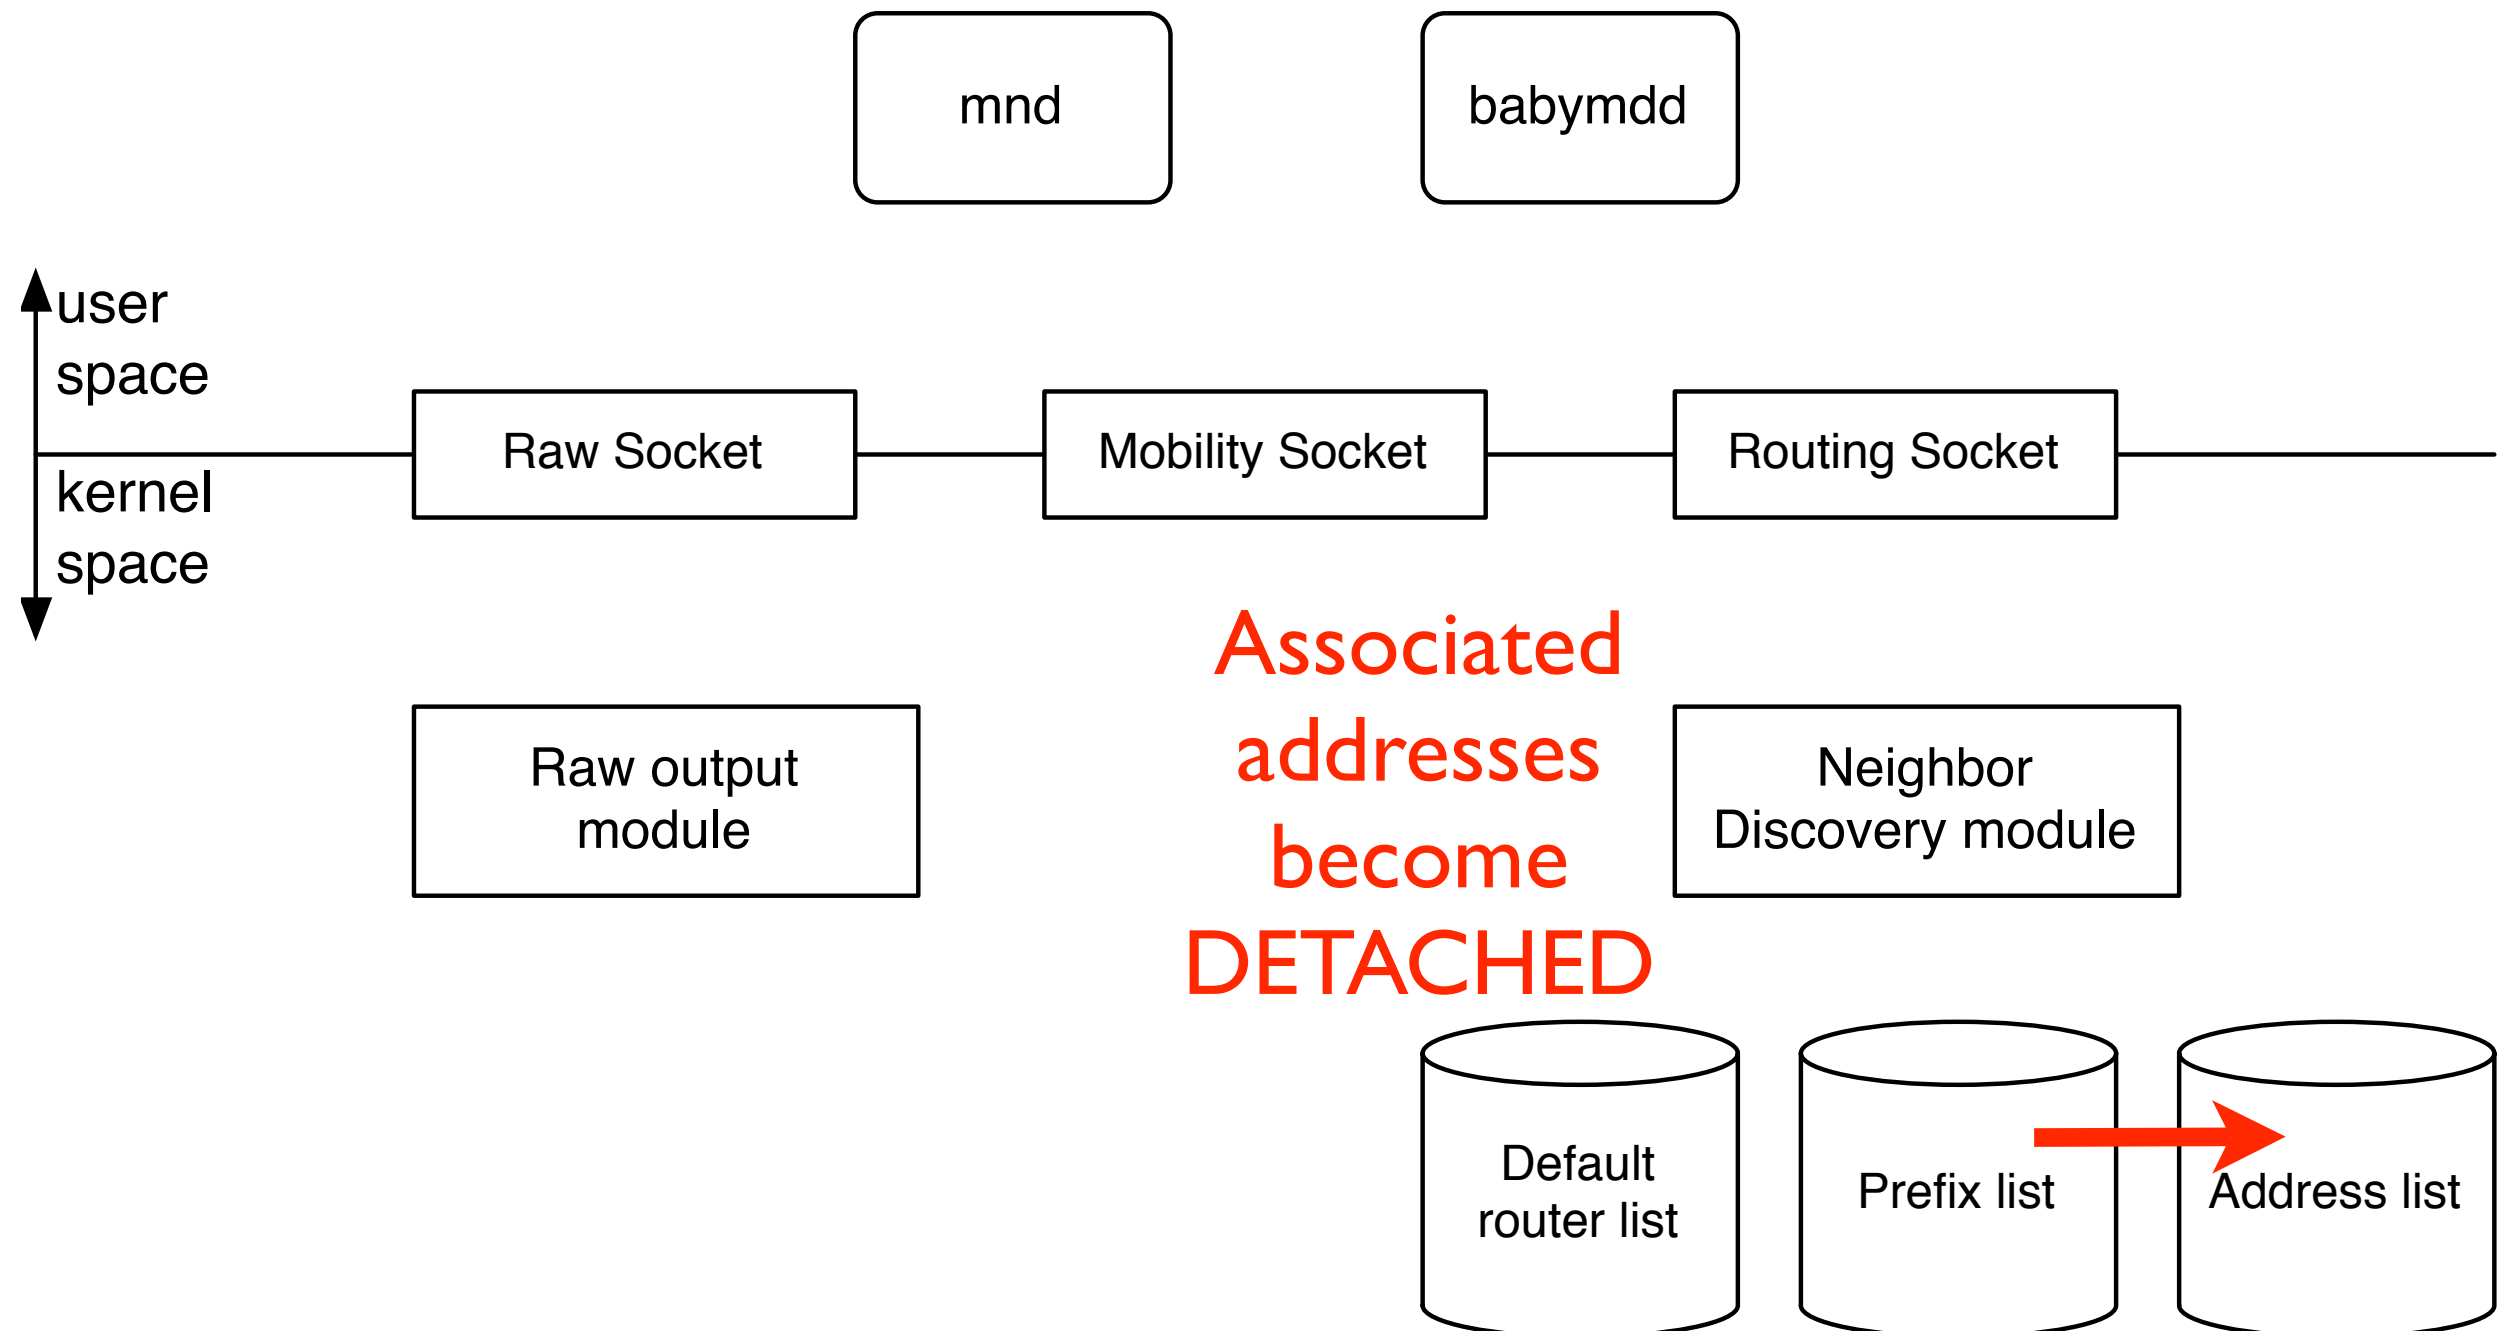 mnd
babymdd
user
space
Raw Socket
Mobility Socket
Routing Socket
kernel
space
Associated
addresses
become
DETACHED
Raw output
module
Neighbor
Discovery module
Default
router list
Prefix list
Address list